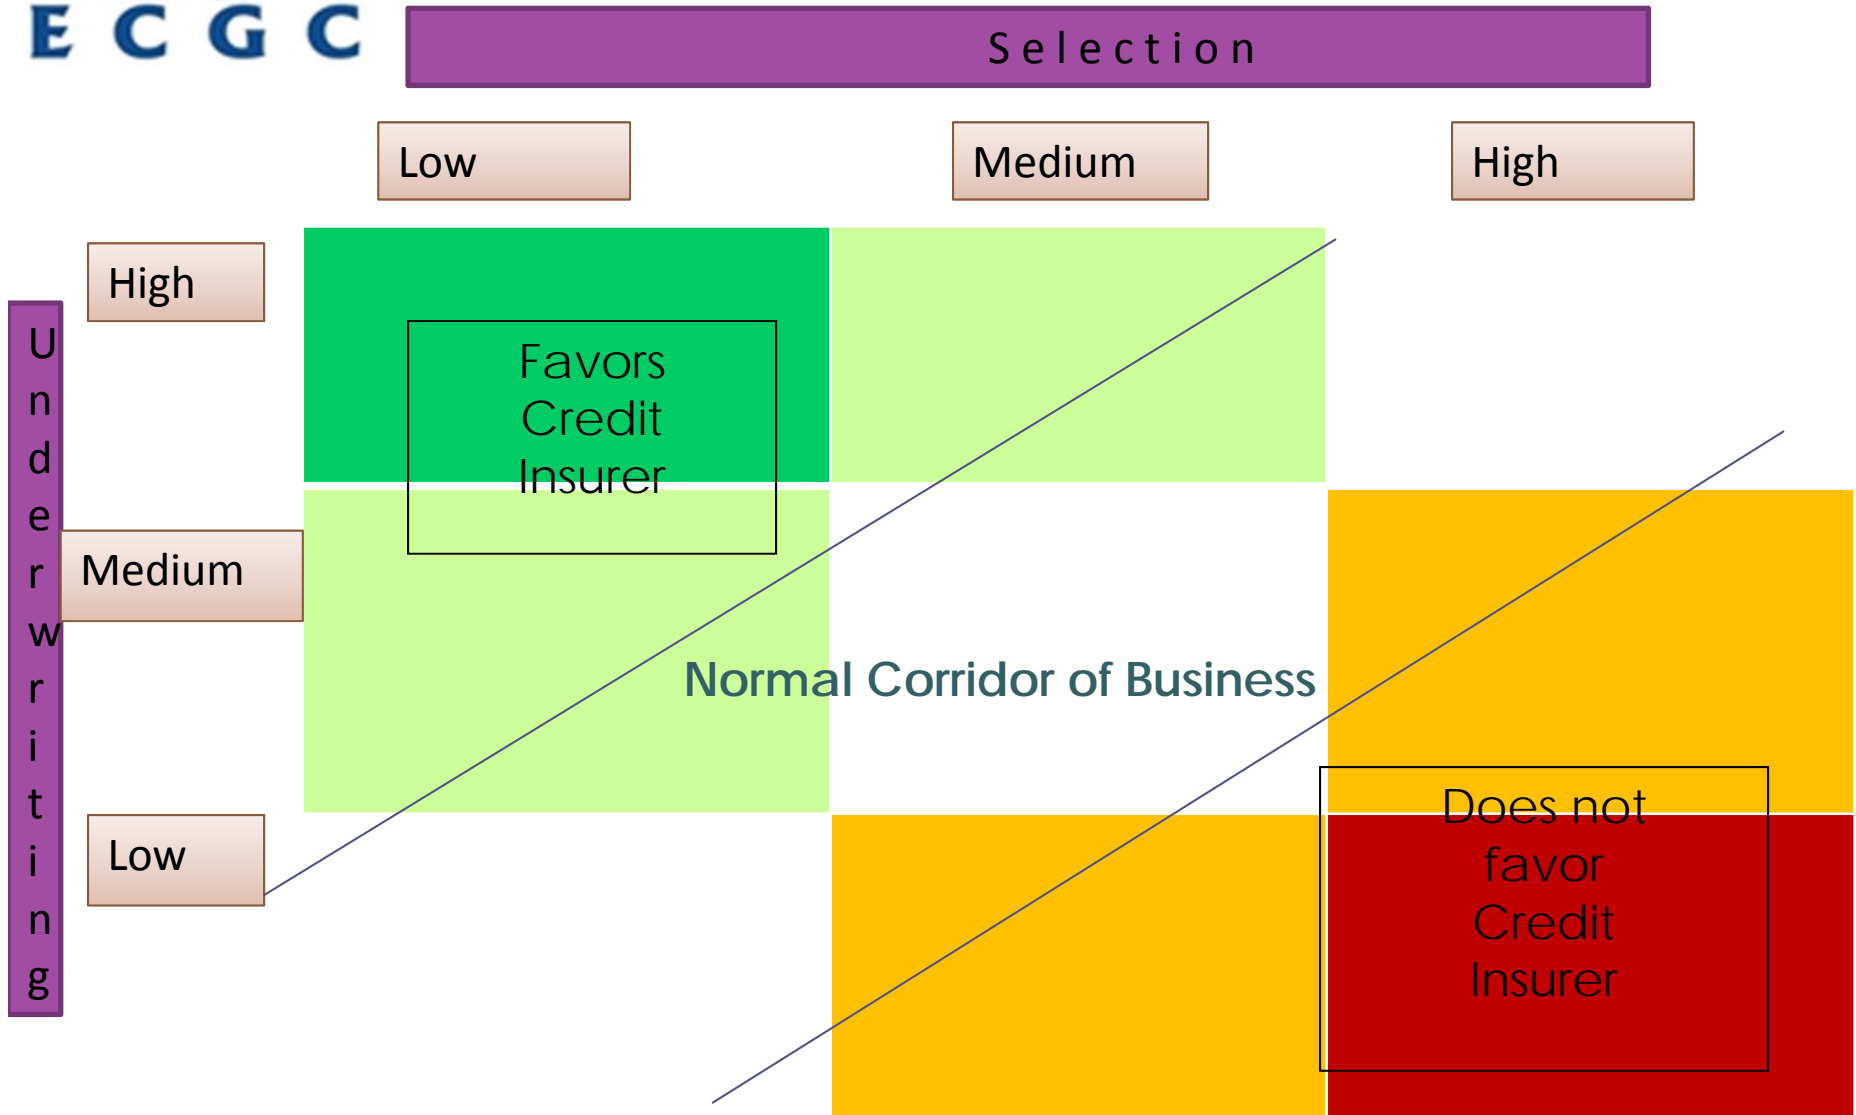 E C G C
Selection
Low
Medium
High
High
Underwriting
Favors
Credit
Insurer
Medium
Normal Corridor of Business
Low
Does not
favor
Credit
Insurer